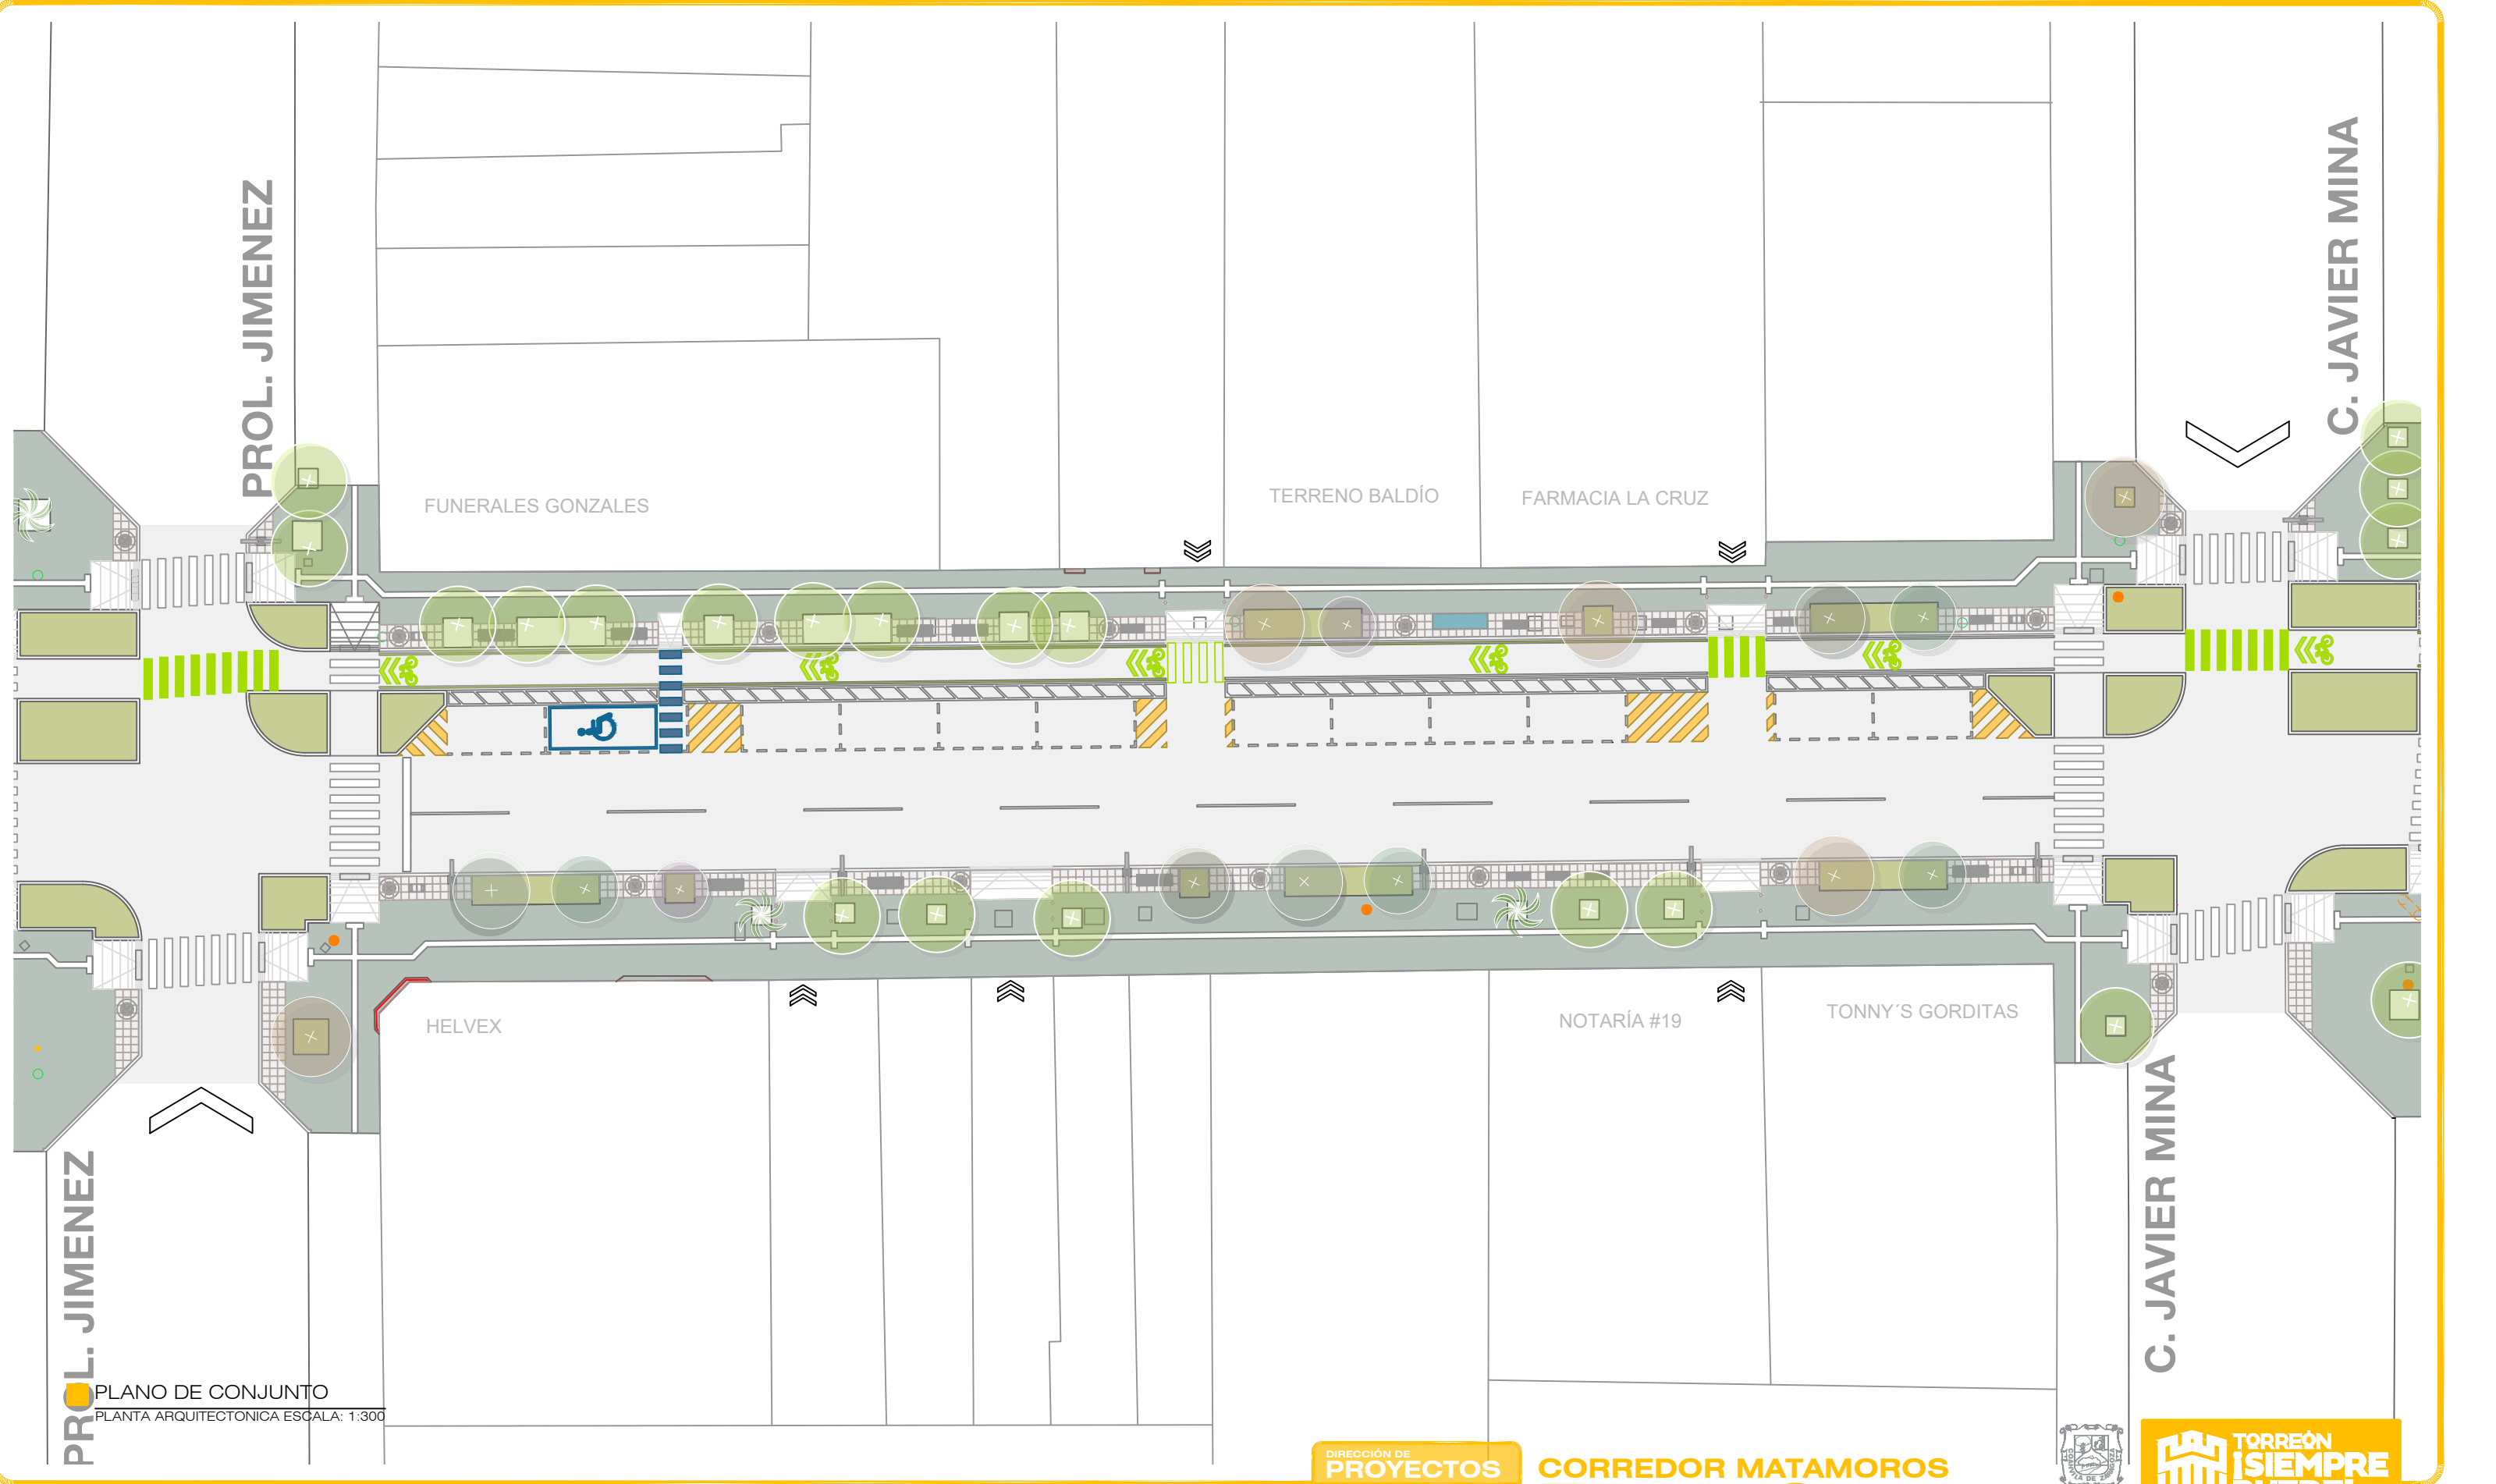 PROL. JIMENEZ
C. JAVIER MINA
FUNERALES GONZALES
TERRENO BALDÍO
FARMACIA LA CRUZ
HELVEX
NOTARÍA #19
TONNY´S GORDITAS
PROL. JIMENEZ
C. JAVIER MINA
PLANO DE CONJUNTO
PLANTA ARQUITECTONICA ESCALA: 1:300
DIRECCIÓN DE
PROYECTOS
CORREDOR MATAMOROS
TORREÓN
¡SIEMPRE